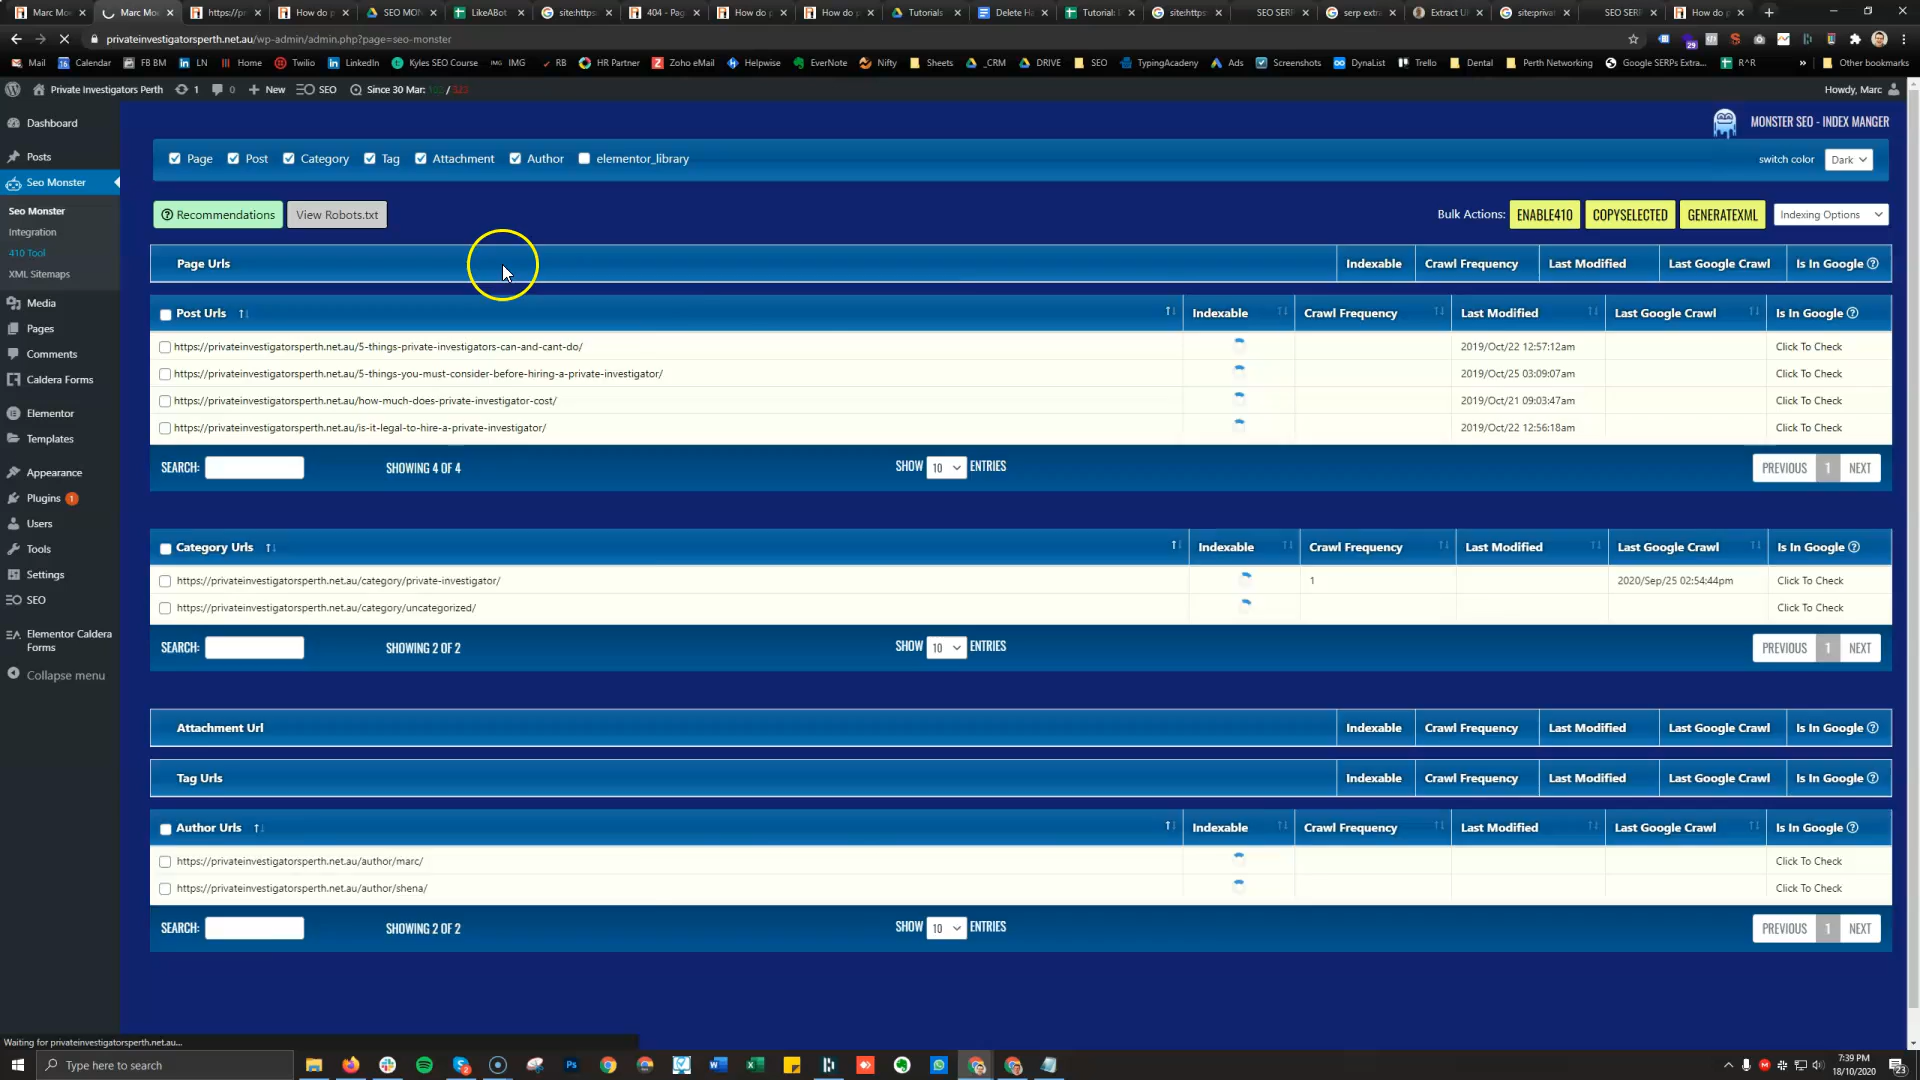 Marc Mo
Marc Mo
https://p
How do p
SEO MON
LikeABot
site:https
404 - Pag
How do p
How do p
Tutorials
Delete Ha
Tutorial: L
site:https
SEO SERP
serp extra
Extract UR
site:privat
SEO SERP
How do p
privateinvestigatorsperth.net.au/wp-admin/admin.php?page=seo-monster
29
Mail
Calendar
FB BM
LN
Home
Twilio
LinkedIn
Kyles SEO Course
IMG IMG
RB
HR Partner
Zoho eMail
Helpwise
EverNote
Nifty
Sheets
_CRM
DRIVE
SEO
TypingAcademy
Ads
Screenshots
DynaList
Trello
Dental
Perth Networking
Google SERPs Extra...
R^R
Other bookmarks
Private Investigators Perth
1
0
New
SEO
Since 30 Mar:
Howdy, Marc
Dashboard
Posts
Seo Monster
Seo Monster
Integration
410 Tool
XML Sitemaps
Media
Pages
Comments
Caldera Forms
Elementor
Templates
Appearance
Plugins 1
Users
Tools
Settings
SEO
Elementor Caldera
Forms
Collapse menu
MONSTER SEO - INDEX MANGER
Page Post Category Tag Attachment Author elementor_library
switch color Dark
Recommendations View Robots.txt
Bulk Actions: ENABLE410 COPYSELECTED GENERATEXML Indexing Options
Page Urls Indexable Crawl Frequency Last Modified Last Google Crawl Is In Google
Post Urls Indexable Crawl Frequency Last Modified Last Google Crawl Is In Google
https://privateinvestigatorsperth.net.au/5-things-private-investigators-can-and-cant-do/ 2019/Oct/22 12:57:12am Click To Check
https://privateinvestigatorsperth.net.au/5-things-you-must-consider-before-hiring-a-private-investigator/ 2019/Oct/25 03:09:07am Click To Check
https://privateinvestigatorsperth.net.au/how-much-does-private-investigator-cost/ 2019/Oct/21 09:03:47am Click To Check
https://privateinvestigatorsperth.net.au/is-it-legal-to-hire-a-private-investigator/ 2019/Oct/22 12:56:18am Click To Check
SEARCH: SHOWING 4 OF 4 SHOW 10 ENTRIES PREVIOUS 1 NEXT
Category Urls Indexable Crawl Frequency Last Modified Last Google Crawl Is In Google
https://privateinvestigatorsperth.net.au/category/private-investigator/ 1 2020/Sep/25 02:54:44pm Click To Check
https://privateinvestigatorsperth.net.au/category/uncategorized/ Click To Check
SEARCH: SHOWING 2 OF 2 SHOW 10 ENTRIES PREVIOUS 1 NEXT
Attachment Url Indexable Crawl Frequency Last Modified Last Google Crawl Is In Google
Tag Urls Indexable Crawl Frequency Last Modified Last Google Crawl Is In Google
Author Urls Indexable Crawl Frequency Last Modified Last Google Crawl Is In Google
https://privateinvestigatorsperth.net.au/author/marc/ Click To Check
https://privateinvestigatorsperth.net.au/author/shena/ Click To Check
SEARCH: SHOWING 2 OF 2 SHOW 10 ENTRIES PREVIOUS 1 NEXT
Waiting for privateinvestigatorsperth.net.au...
Type here to search
7:39 PM
18/10/2020
23